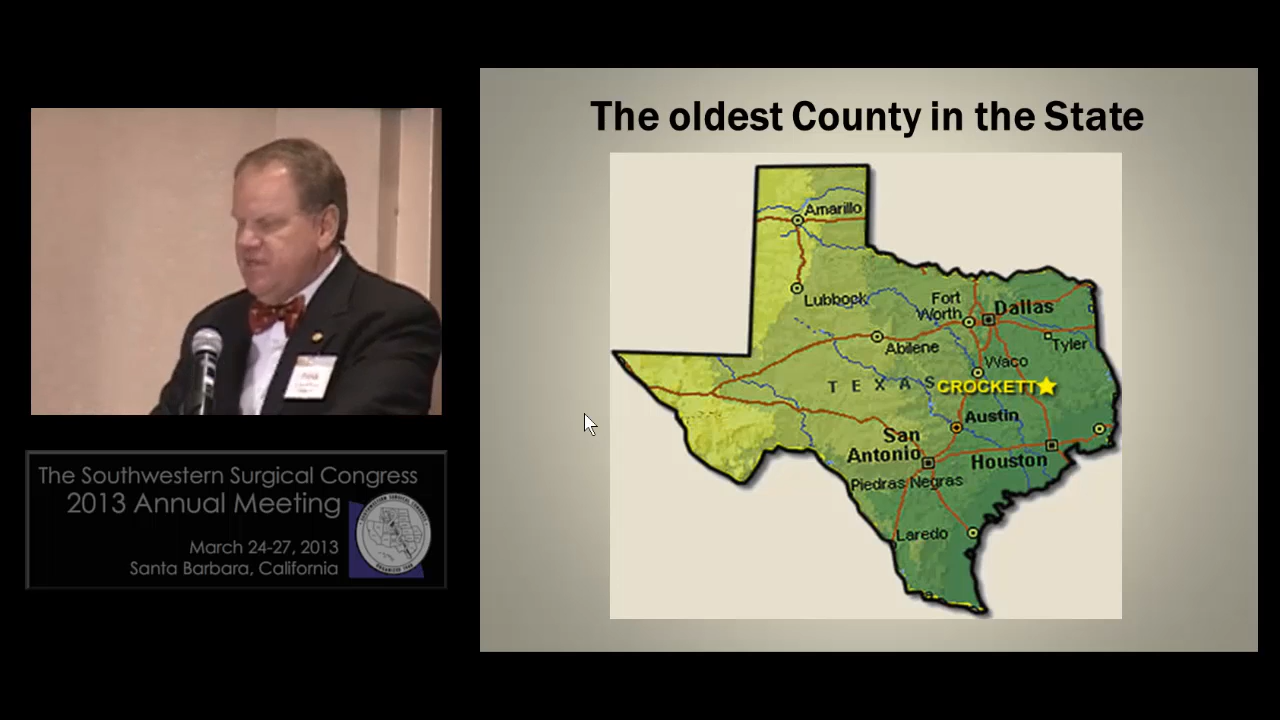 The oldest County in the State
Amarillo
Lubbock
Fort
Worth
Dallas
Tyler
Abilene
Waco
TEXAS
CROCKETT
Austin
San
Antonio
Houston
Piedras Negras
Laredo
The Southwestern Surgical Congress
2013 Annual Meeting
March 24-27, 2013
Santa Barbara, California